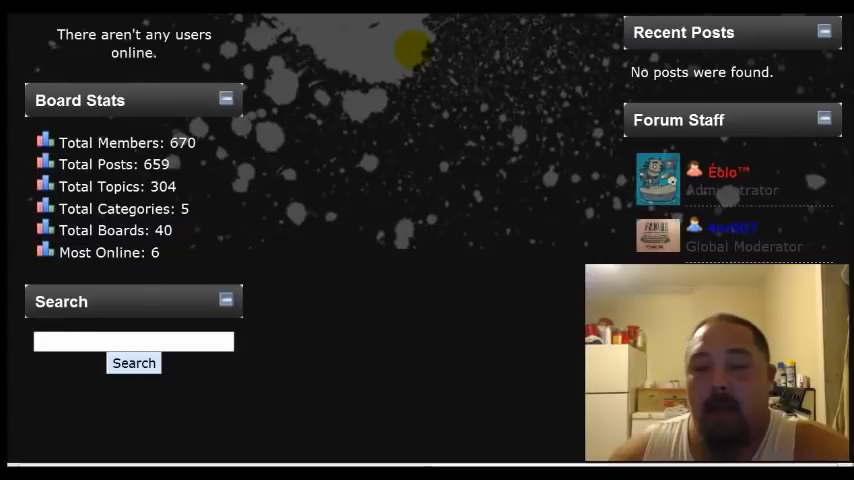 There aren't any users
online.
Board Stats
Total Members: 670
Total Posts: 659
Total Topics: 304
Total Categories: 5
Total Boards: 40
Most Online: 6
Search
Search
Recent Posts
No posts were found.
Forum Staff
Éblo™
Administrator
Global Moderator